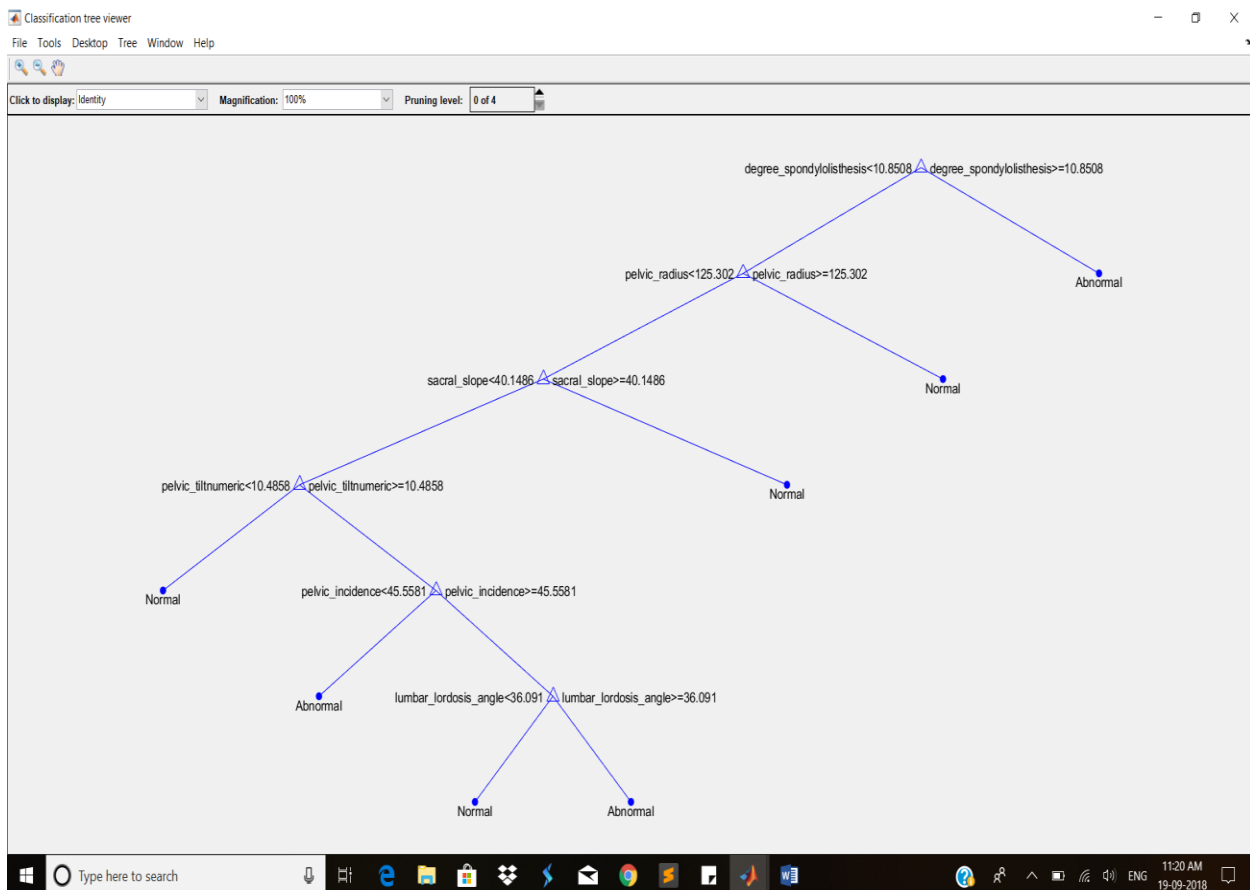 Classification tree viewer
File Tools Desktop Tree Window Help
Click to display: Identity Magnification: 100% Pruning level: 0 of 4
degree_spondylolisthesis<10.8508 degree_spondylolisthesis>=10.8508
pelvic_radius<125.302 pelvic_radius>=125.302
Abnormal
sacral_slope<40.1486 sacral_slope>=40.1486
Normal
pelvic_tiltnumeric<10.4858 pelvic_tiltnumeric>=10.4858
Normal
Normal
pelvic_incidence<45.5581 pelvic_incidence>=45.5581
Abnormal
lumbar_lordosis_angle<36.091 lumbar_lordosis_angle>=36.091
Normal
Abnormal
Type here to search
ENG
11:20 AM
19-09-2018